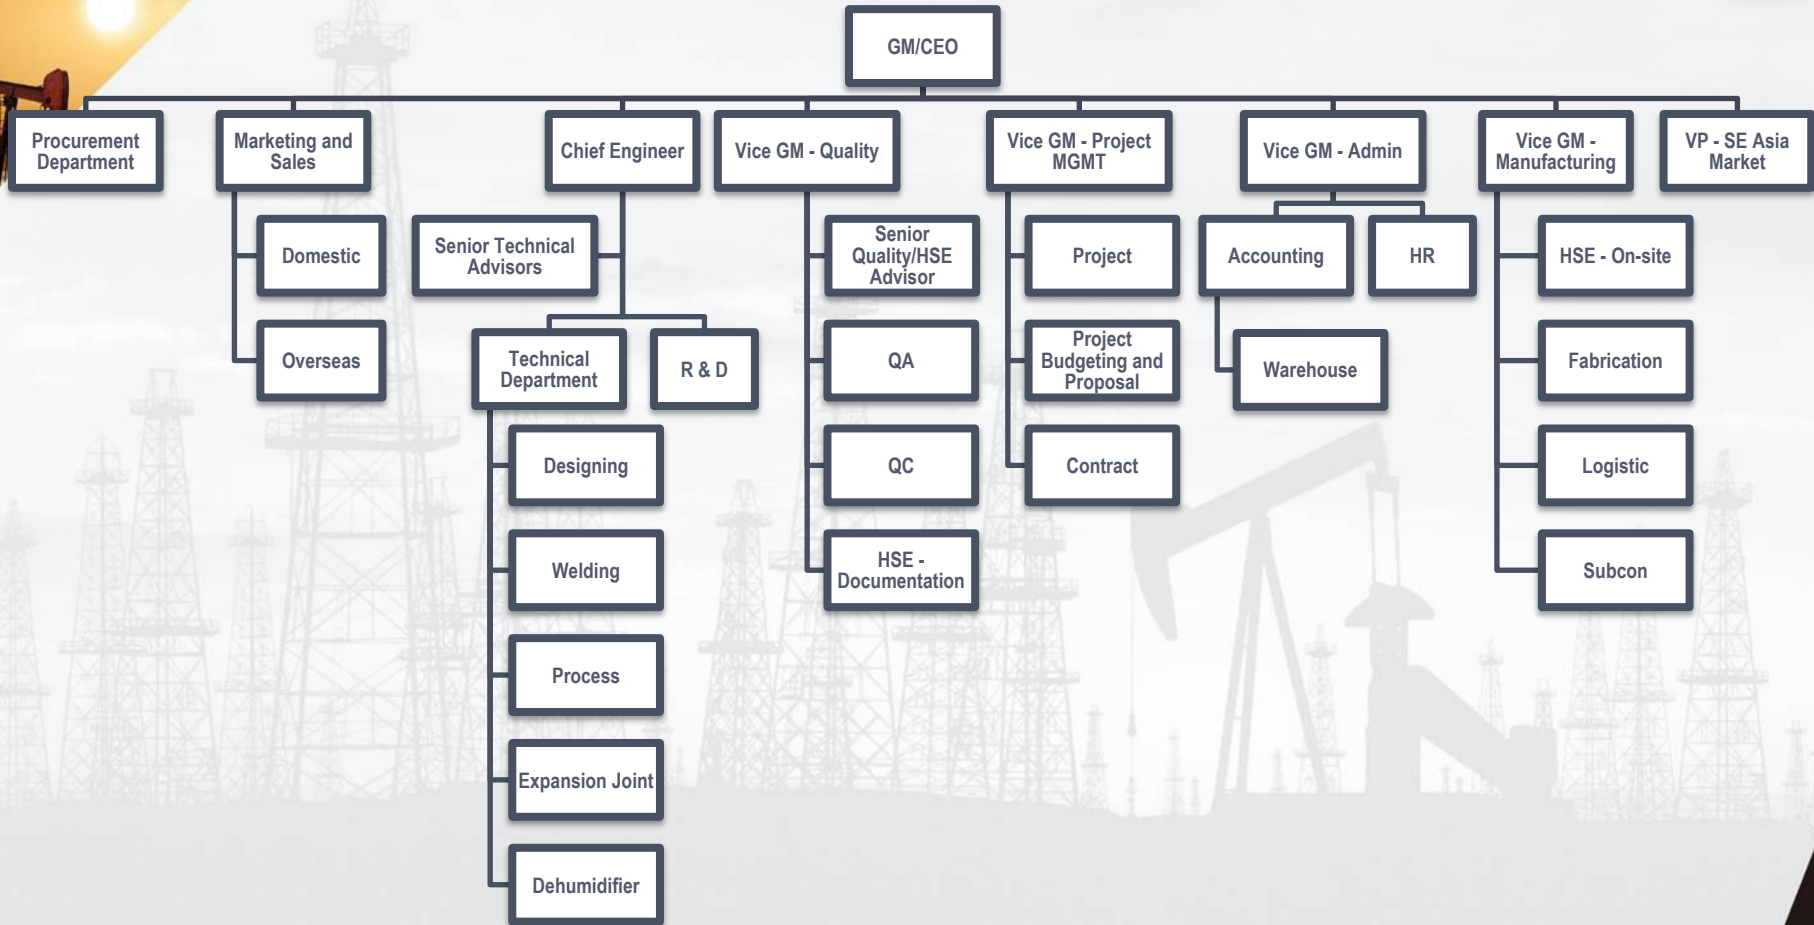 GM/CEO
Procurement
Department
Marketing and
Sales
Chief Engineer
Vice GM - Quality
Vice GM - Project
MGMT
Vice GM - Admin
Vice GM -
Manufacturing
VP - SE Asia
Market
Domestic
Overseas
Senior Technical
Advisors
Technical
Department
R & D
Designing
Welding
Process
Expansion Joint
Dehumidifier
Senior
Quality/HSE
Advisor
QA
QC
HSE -
Documentation
Project
Project
Budgeting and
Proposal
Contract
Accounting
HR
Warehouse
HSE - On-site
Fabrication
Logistic
Subcon